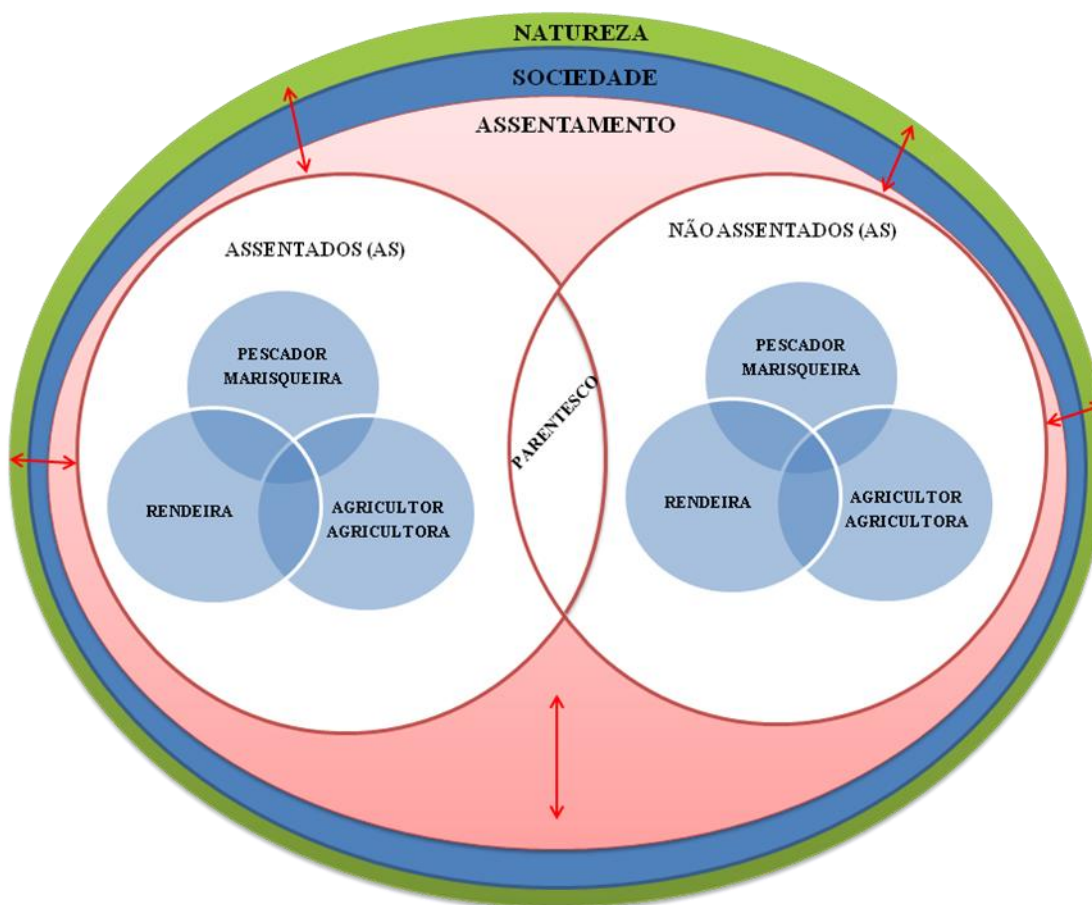 NATUREZA
SOCIEDADE
ASSENTAMENTO
ASSENTADOS (AS)
PESCADOR
MARISQUEIRA
RENDEIRA
AGRICULTOR
AGRICULTORA
PARENTESCO
NÃO ASSENTADOS (AS)
PESCADOR
MARISQUEIRA
RENDEIRA
AGRICULTOR
AGRICULTORA